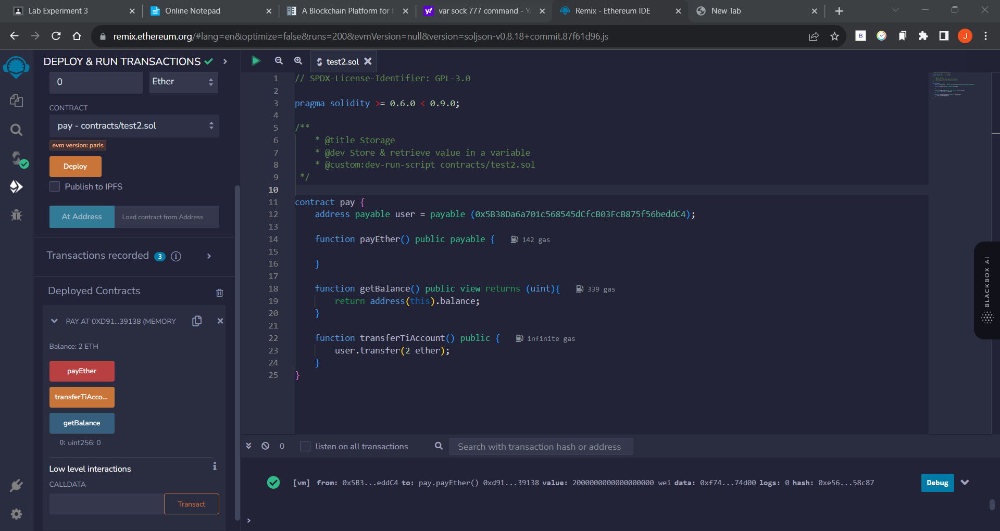 Lab Experiment 3
Online Notepad
A Blockchain Platform for t
var sock 777 command - Ya
Remix - Ethereum IDE
New Tab
remix.ethereum.org/#lang=en&optimize=false&runs=200&evmVersion=null&version=soljson-v0.8.18+commit.87f61d96.js
B
J
DEPLOY & RUN TRANSACTIONS
0
Ether
CONTRACT
pay - contracts/test2.sol
evm version: paris
Deploy
Publish to IPFS
At Address
Load contract from Address
Transactions recorded 3 i
Deployed Contracts
PAY AT 0XD91...39138 (MEMORY
Balance: 2 ETH
payEther
transferTiAcco...
getBalance
0: uint256: 0
Low level interactions
i
CALLDATA
Transact
test2.sol
1 // SPDX-License-Identifier: GPL-3.0
2
3 pragma solidity >= 0.6.0 < 0.9.0;
4
5 /**
6 * @title Storage
7 * @dev Store & retrieve value in a variable
8 * @custom:dev-run-script contracts/test2.sol
9 */
10
11 contract pay {
12 address payable user = payable (0x5B38Da6a701c568545dCfcB03FcB875f56beddC4);
13
14 function payEther() public payable { 142 gas
15
16 }
17
18 function getBalance() public view returns (uint){ 339 gas
19 return address(this).balance;
20 }
21
22 function transferTiAccount() public { infinite gas
23 user.transfer(2 ether);
24 }
25 }
BLACKBOX AI
0
listen on all transactions
Search with transaction hash or address
[vm] from: 0x5B3...eddC4 to: pay.payEther() 0xd91...39138 value: 2000000000000000000 wei data: 0xf74...74d00 logs: 0 hash: 0xe56...58c87
Debug
>